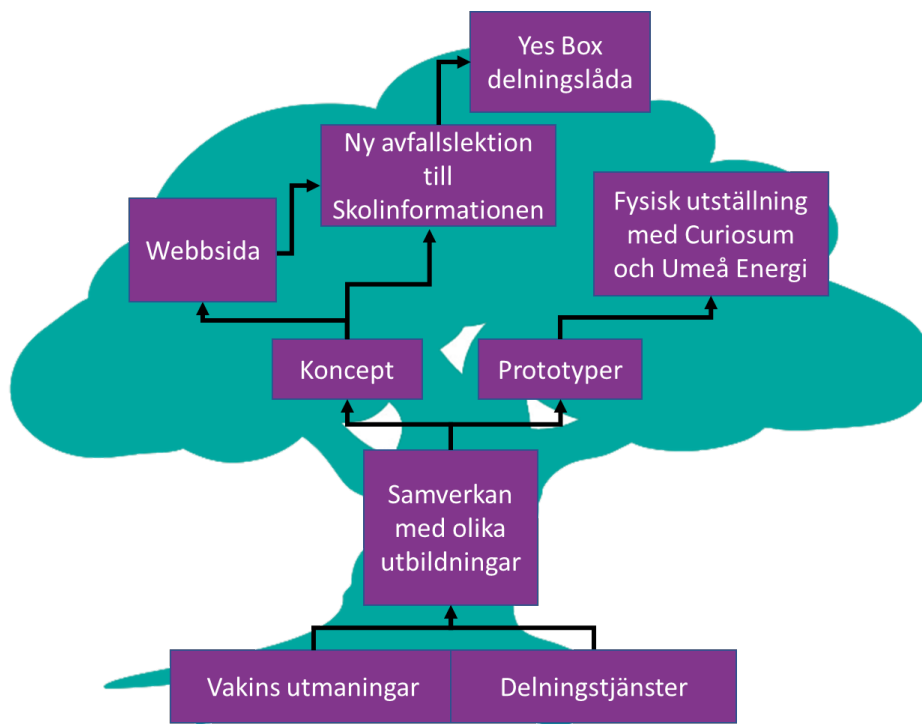 Yes Box
delningslåda
Ny avfallslektion
till
Skolinformationen
Fysisk utställning
med Curiosum
och Umeå Energi
Webbsida
Koncept
Prototyper
Samverkan
med olika
utbildningar
Vakins utmaningar
Delningstjänster